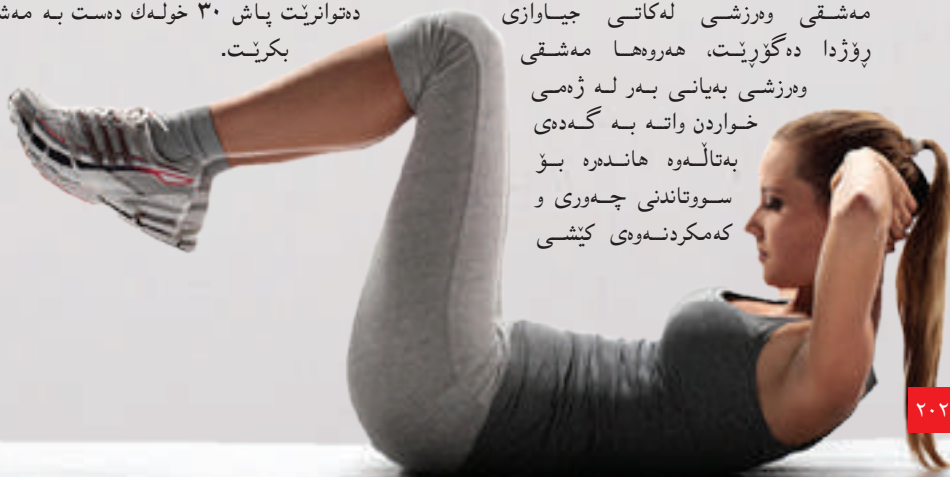 مەشقی وەرزشی لەکاتی جیاوازی
ڕۆژدا دەگۆڕێت، هەروەها مەشقی
وەرزشی بەیانی بەر لە ژەمی
خواردن واتە بە گەدەی
بەتاڵەوە هاندەرە بۆ
سووتاندنی چەوری و
کەمکردنەوەی کێشی
دەتوانرێت پاش ٣٠ خولەك دەست بە
بکرێت.
٢٠٢